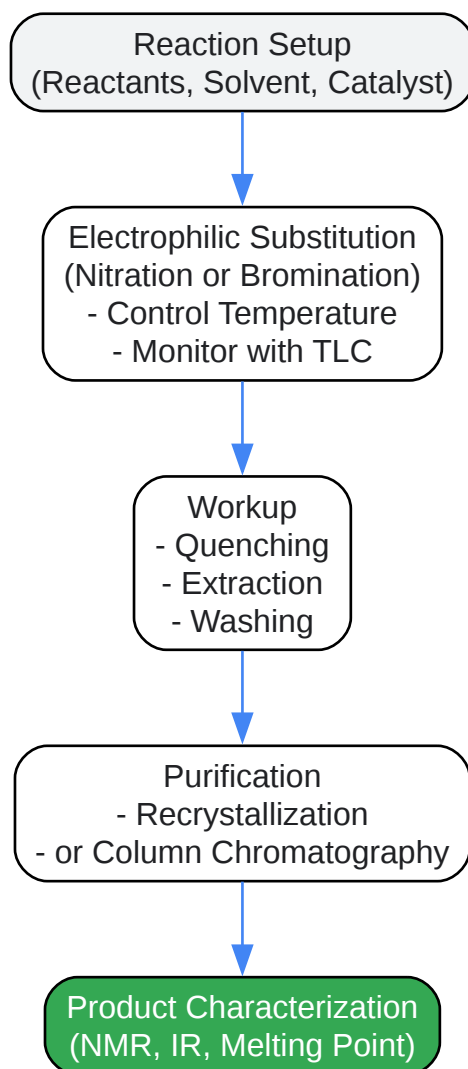 Reaction Setup
(Reactants, Solvent, Catalyst)
Electrophilic Substitution
(Nitration or Bromination)
- Control Temperature
- Monitor with TLC
Workup
- Quenching
- Extraction
- Washing
Purification
- Recrystallization
- or Column Chromatography
Product Characterization
(NMR, IR, Melting Point)